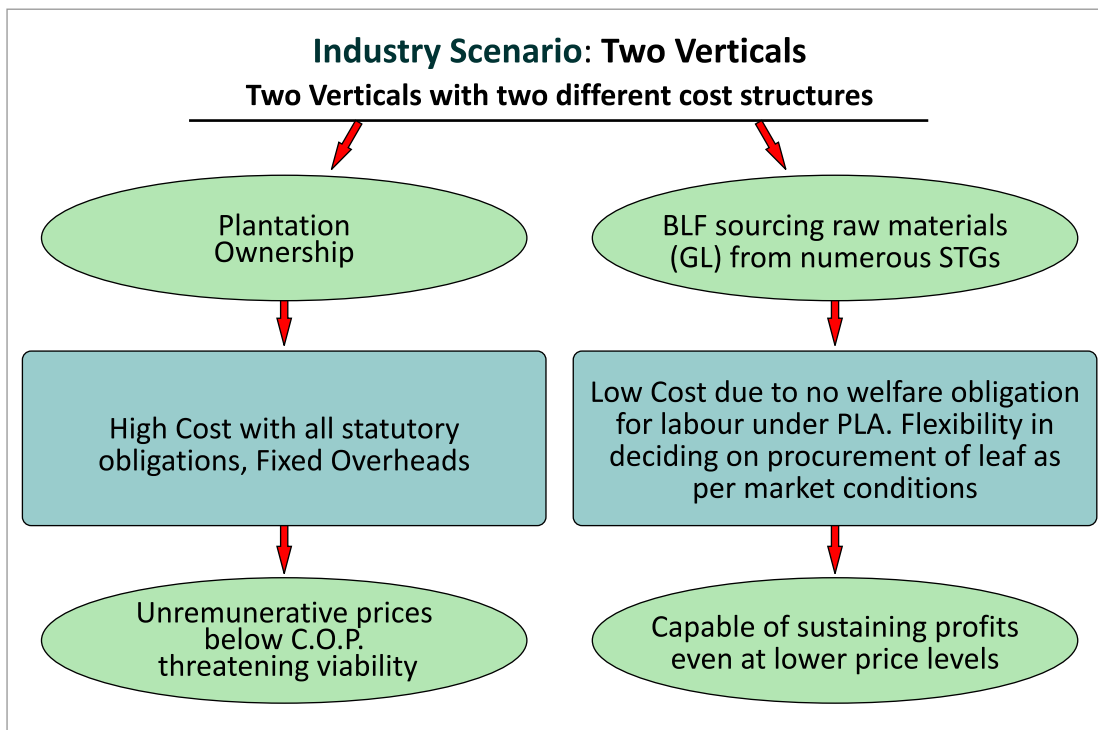 Industry Scenario: Two Verticals
Two Verticals with two different cost structures
Plantation
Ownership
BLF sourcing raw materials
(GL) from numerous STGs
High Cost with all statutory
obligations, Fixed Overheads
Low Cost due to no welfare obligation
for labour under PLA. Flexibility in
deciding on procurement of leaf as
per market conditions
Unremunerative prices
below C.O.P.
threatening viability
Capable of sustaining profits
even at lower price levels